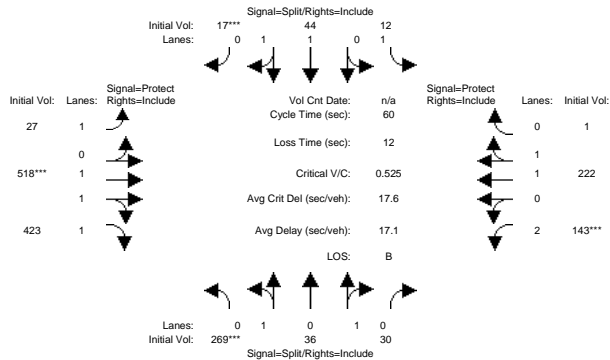 Signal=Split/Rights=Include
Initial Vol: 17*** 44 12
Lanes: 0 1 1 0 1
Signal=Protect Signal=Protect
Initial Vol: Lanes: Rights=Include Vol Cnt Date: n/a Rights=Include Lanes: Initial Vol:
Cycle Time (sec): 60
27 1 0 1
Loss Time (sec): 12
0 1
518*** 1 Critical V/C: 0.525 1 222
1 Avg Crit Del (sec/veh): 17.6 0
423 1 Avg Delay (sec/veh): 17.1 2 143***
LOS: B
Lanes: 0 1 0 1 0
Initial Vol: 269*** 36 30
Signal=Split/Rights=Include